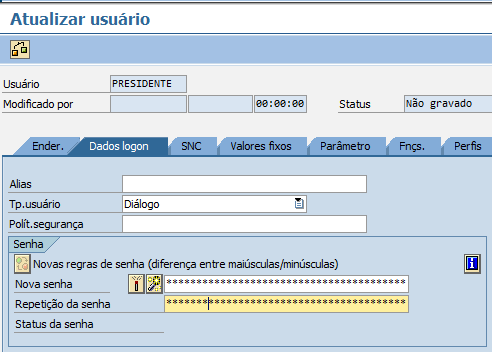 Atualizar usuário
Usuário PRESIDENTE
Modificado por 00:00:00 Status Não gravado
Ender. Dados logon SNC Valores fixos Parâmetro Fnçs. Perfis
Alias
Tp.usuário Diálogo
Polít.segurança
Senha
Novas regras de senha (diferença entre maiúsculas/minúsculas)
Nova senha ****************************************
Repetição da senha ****************************************
Status da senha